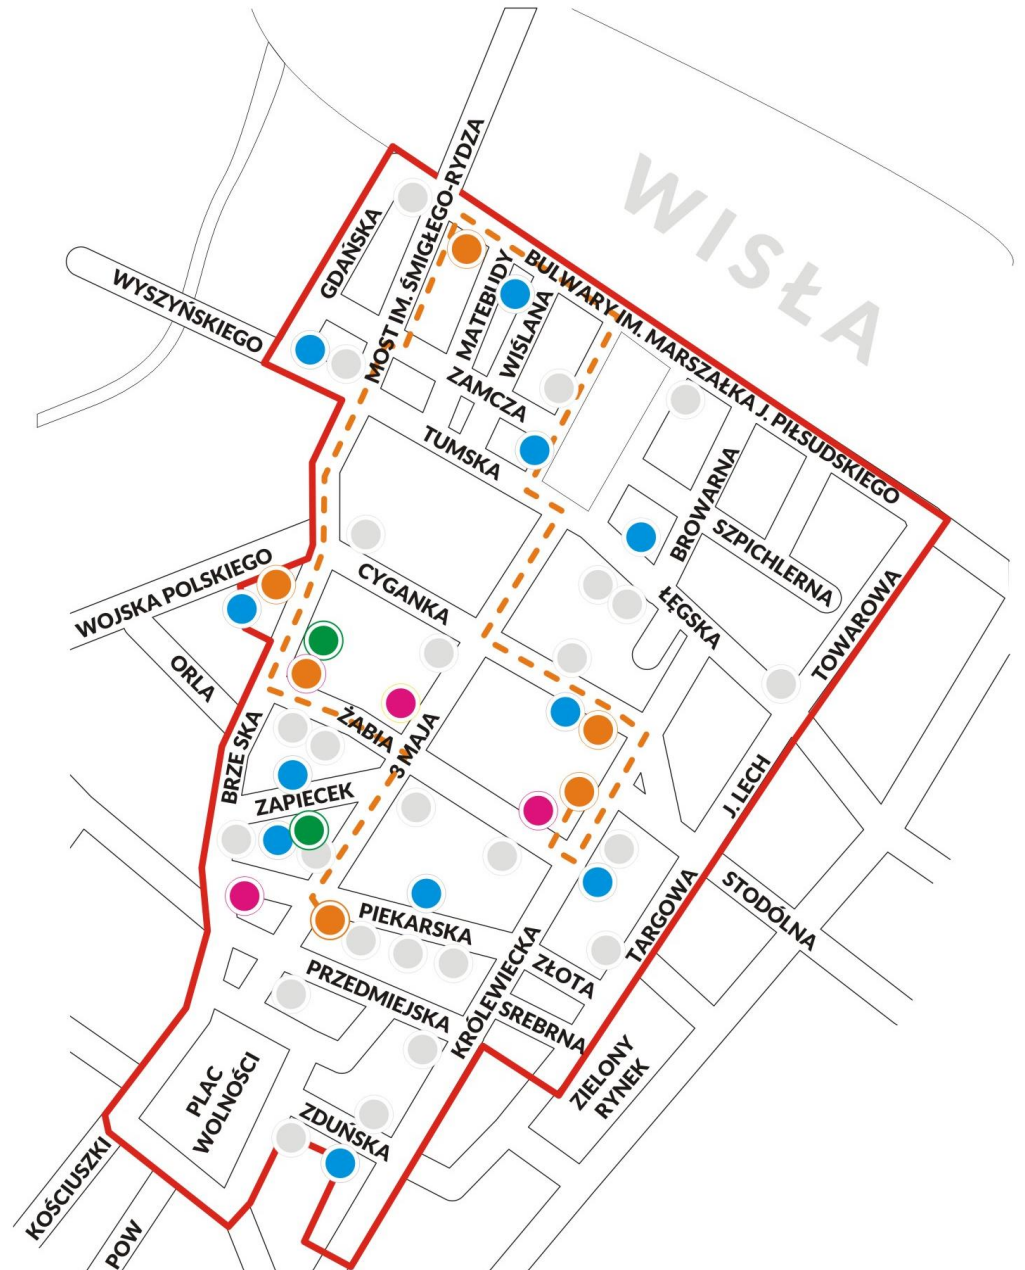 WISŁA
MOST IM. ŚMIGŁEGO-RYDZA
GDAŃSKA
WYSZYŃSKIEGO
MATEBUDY
WIŚLANA
BULWARY IM. MARSZAŁKA J. PIŁSUDSKIEGO
ZAMCZA
TUMSKA
BROWARNA
SZPICHLERNA
WOJSKA POLSKIEGO
CYGANKA
ŁĘGSKA
TOWAROWA
ORLA
BRZE SKA
ŻABIA
3 MAJA
ZAPIECEK
J. LECH
STODÓLNA
TARGOWA
PIEKARSKA
PRZEDMIEJSKA
KRÓLEWIECKA
ZŁOTA
SREBRNA
ZIELONY
RYNEK
PLAC
WOLNOŚCI
ZDUŃSKA
KOŚCIUSZKI
POW